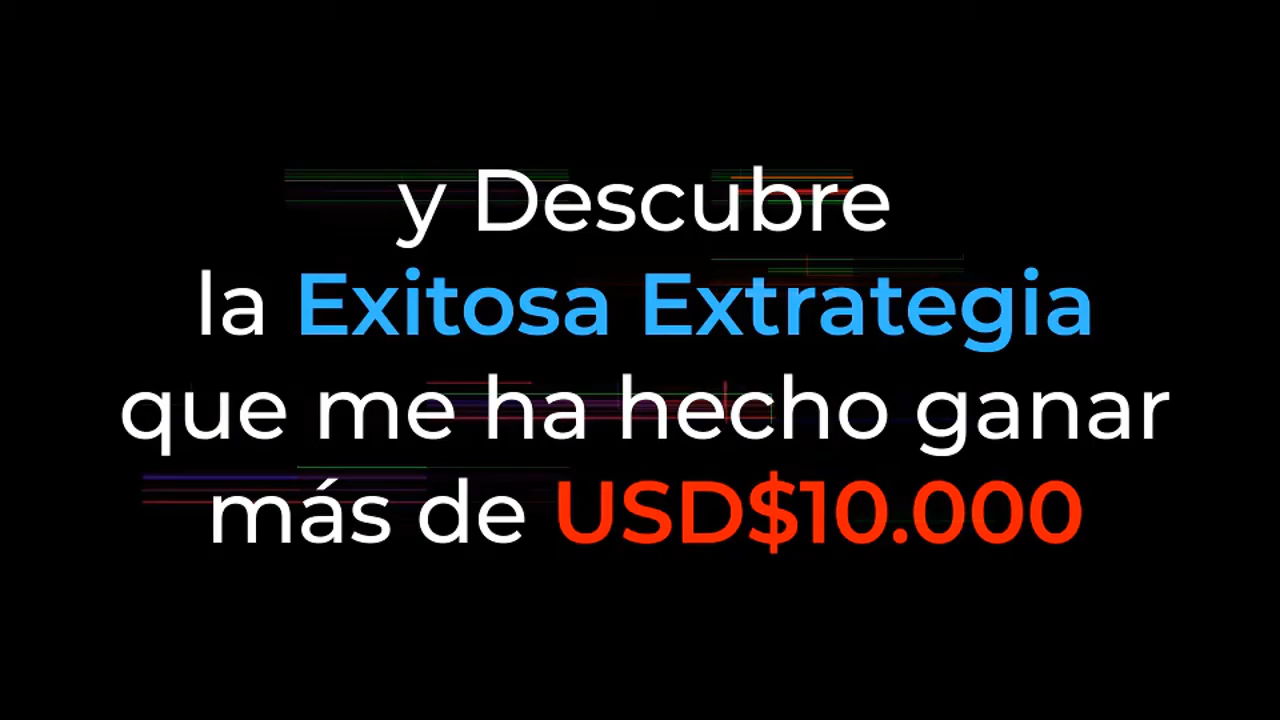 y Descubre
la Exitosa Extrategia
que me ha hecho ganar
más de USD$10.000